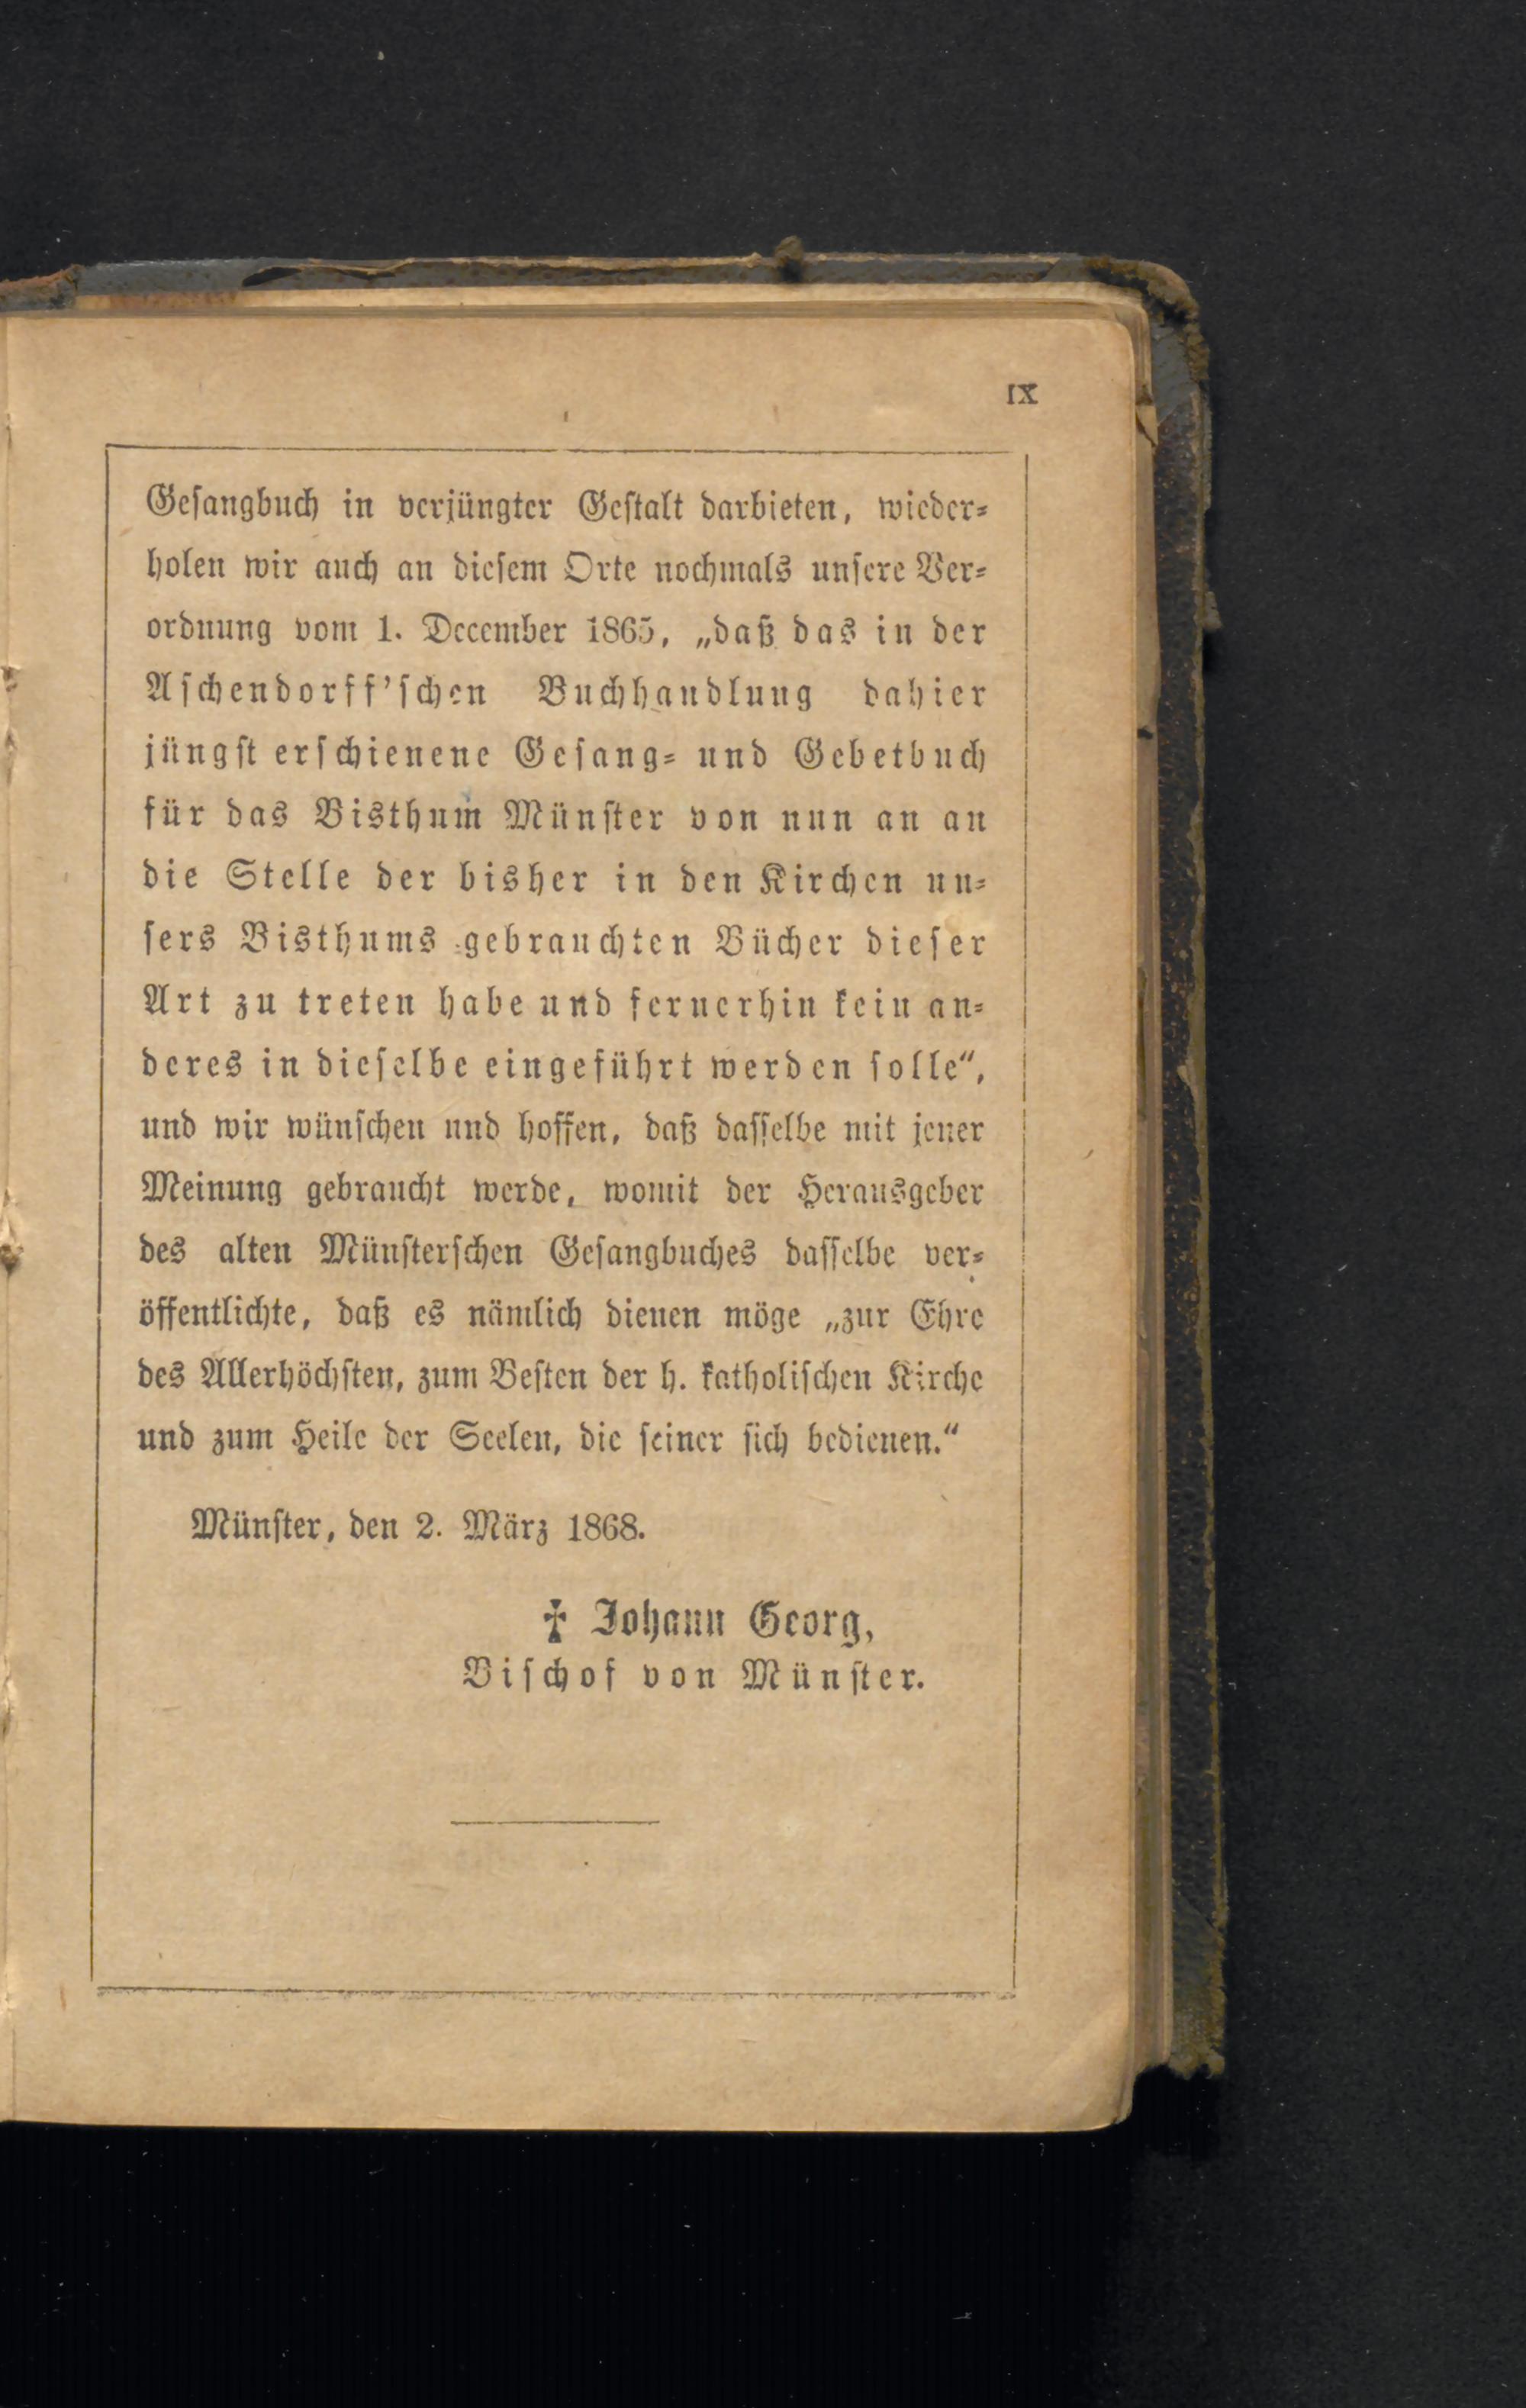 IX
Gesangbuch in verjüngter Gestalt darbieten, wieder-
holen wir auch an diesem Orte nochmals unsere Ver-
ordnung vom 1. December 1865, „daß das in der
Aschendorff'schen Buchhandlung dahier
jüngst erschienene Gesang- und Gebetbuch
für das Bisthum Münster von nun an an
die Stelle der bisher in den Kirchen un-
sers Bisthums gebrauchten Bücher dieser
Art zu treten habe und fernerhin kein an-
deres in dieselbe eingeführt werden solle“,
und wir wünschen und hoffen, daß dasselbe mit jener
Meinung gebraucht werde, womit der Herausgeber
des alten Münsterschen Gesangbuches dasselbe ver-
öffentlichte, daß es nämlich dienen möge „zur Ehre
des Allerhöchsten, zum Besten der h. katholischen Kirche
und zum Heile der Seelen, die seiner sich bedienen.“
Münster, den 2. März 1868.
† Johann Georg,
Bischof von Münster.